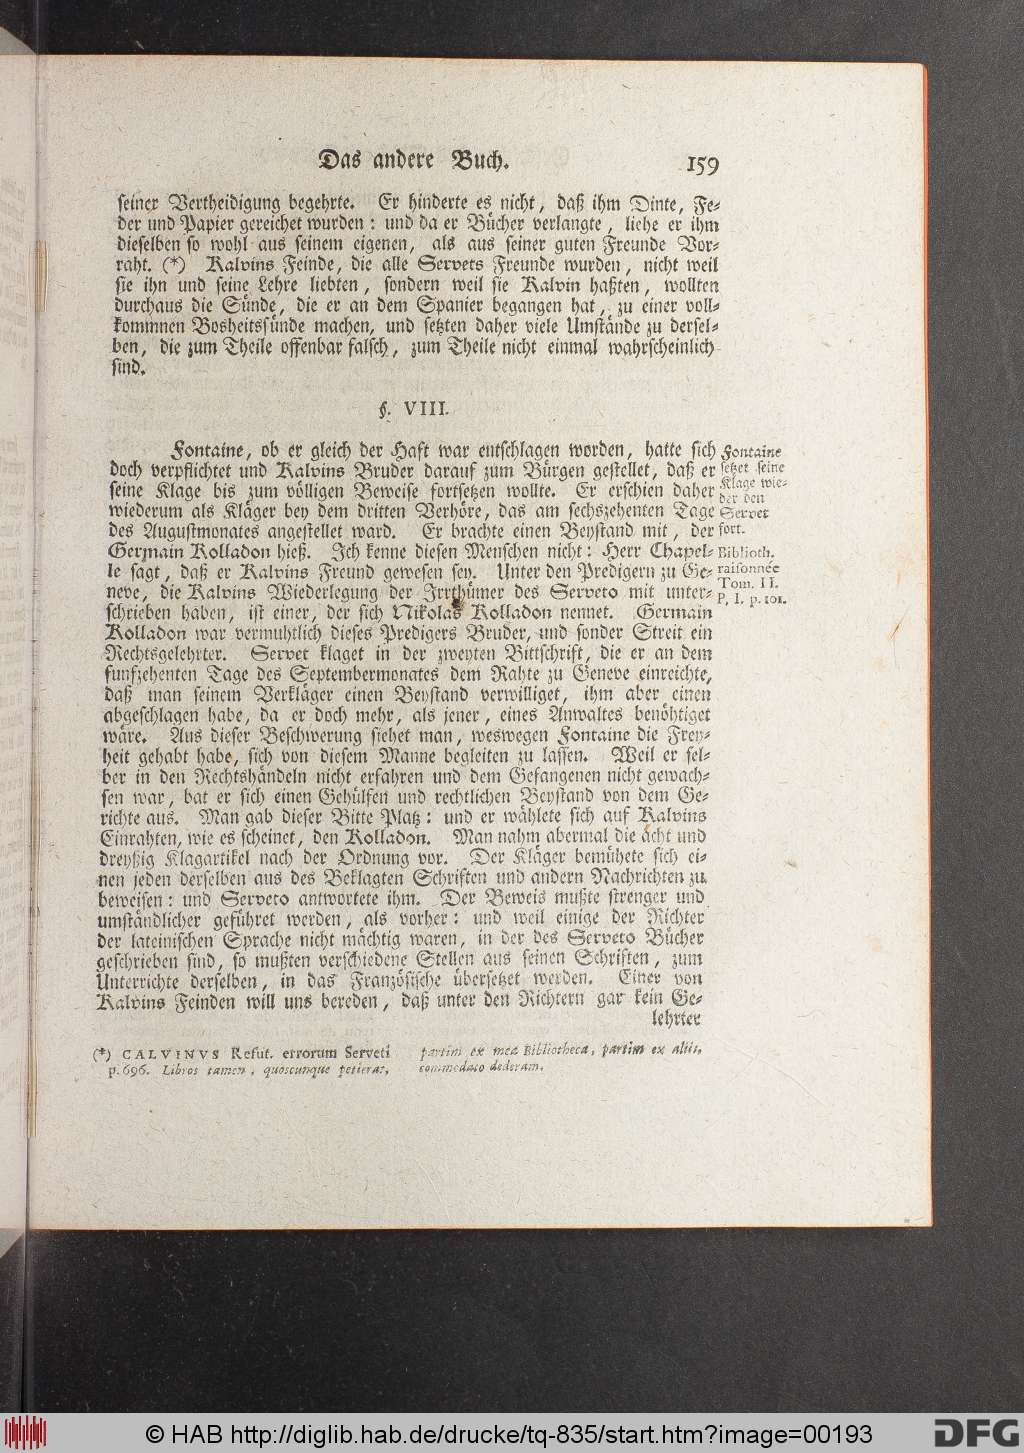 Das andere Buch. 159
seiner Vertheidigung begehrte. Er hinderte es nicht, daß ihm Dinte, Fe-
der und Papier gereichet wurden: und da er Bücher verlangte, liehe er ihm
dieselben so wohl aus seinem eigenen, als aus seiner guten Freunde Vor-
raht. (*) Kalvins Feinde, die alle Servets Freunde wurden, nicht weil
sie ihn und seine Lehre liebten, sondern weil sie Kalvin haßten, wollten
durchaus die Sünde, die er an dem Spanier begangen hat, zu einer voll-
kommnen Bosheitssünde machen, und setzten daher viele Umstände zu dersel-
ben, die zum Theile offenbar falsch, zum Theile nicht einmal wahrscheinlich
sind.
§. VIII.
Fontaine, ob er gleich der Haft war entschlagen worden, hatte sich
doch verpflichtet und Kalvins Bruder darauf zum Bürgen gestellet, daß er
seine Klage bis zum völligen Beweise fortsetzen wollte. Er erschien daher
wiederum als Kläger bey dem dritten Verhöre, das am sechszehenten Tage
des Augustmonates angestellet ward. Er brachte einen Beystand mit, der
Germain Kolladon hieß. Ich kenne diesen Menschen nicht: Herr Chapel-
le sagt, daß er Kalvins Freund gewesen sey. Unter den Predigern zu Ge-
neve, die Kalvins Wiederlegung der Irrthümer des Serveto mit unter-
schrieben haben, ist einer, der sich Nikolas Kolladon nennet. Germain
Kolladon war vermuhtlich dieses Predigers Bruder, und sonder Streit ein
Rechtsgelehrter. Servet klaget in der zweyten Bittschrift, die er an dem
funfzehenten Tage des Septembermonates dem Rahte zu Geneve einreichte,
daß man seinem Verkläger einen Beystand verwilliget, ihm aber einen
abgeschlagen habe, da er doch mehr, als jener, eines Anwaltes benöhtiget
wäre. Aus dieser Beschwerung siehet man, weswegen Fontaine die Frey-
heit gehabt habe, sich von diesem Manne begleiten zu lassen. Weil er sel-
ber in den Rechtshändeln nicht erfahren und dem Gefangenen nicht gewach-
sen war, bat er sich einen Gehülfen und rechtlichen Beystand von dem Ge-
richte aus. Man gab dieser Bitte Platz: und er wählete sich auf Kalvins
Einrahten, wie es scheinet, den Kolladon. Man nahm abermal die acht und
dreyßig Klagartikel nach der Ordnung vor. Der Kläger bemühete sich ei-
nen jeden derselben aus des Beklagten Schriften und andern Nachrichten zu
beweisen: und Serveto antwortete ihm. Der Beweis mußte strenger und
umständlicher geführet werden, als vorher: und weil einige der Richter
der lateinischen Sprache nicht mächtig waren, in der des Serveto Bücher
geschrieben sind, so mußten verschiedene Stellen aus seinen Schriften, zum
Unterrichte derselben, in das Französische übersetzet werden. Einer von
Kalvins Feinden will uns bereden, daß unter den Richtern gar kein Ge-
lehrter
Fontaine
setzet seine
Klage wie-
der den
Servet
fort.
Biblioth.
raisonnée
Tom. II.
P. I. p. 101.
(*) CALVINVS Refut. errorum Serveti
p. 696. Libros tamen, quoscunque petierat,
partim ex mea Bibliotheca, partim ex aliis,
commodato dederam.
© HAB http://diglib.hab.de/drucke/tq-835/start.htm?image=00193
DFG